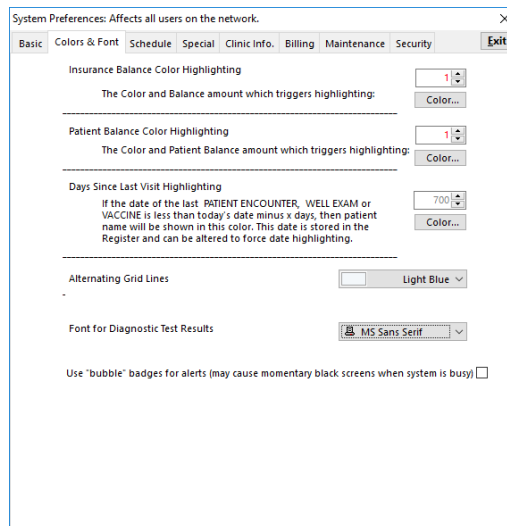 System Preferences: Affects all users on the network.
Basic Colors & Font Schedule Special Clinic Info. Billing Maintenance Security Exit
Insurance Balance Color Highlighting
1
The Color and Balance amount which triggers highlighting:
Color...
Patient Balance Color Highlighting
1
The Color and Patient Balance amount which triggers highlighting:
Color...
Days Since Last Visit Highlighting
700
If the date of the last PATIENT ENCOUNTER, WELL EXAM or
VACCINE is less than today's date minus x days, then patient
Color...
name will be shown in this color. This date is stored in the
Register and can be altered to force date highlighting.
Alternating Grid Lines
Light Blue
-
Font for Diagnostic Test Results
MS Sans Serif
Use "bubble" badges for alerts (may cause momentary black screens when system is busy)